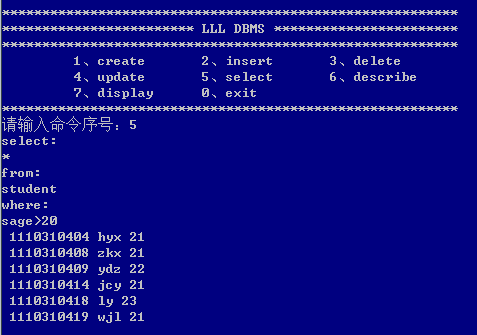 *********************************************************
************************ LLL DBMS ***********************
*********************************************************
1、create 2、insert 3、delete
4、update 5、select 6、describe
7、display 0、exit
*********************************************************
请输入命令序号：5
select:
*
from:
student
where:
sage>20
1110310404 hyx 21
1110310408 zkx 21
1110310409 ydz 22
1110310414 jcy 21
1110310418 ly 23
1110310419 wjl 21